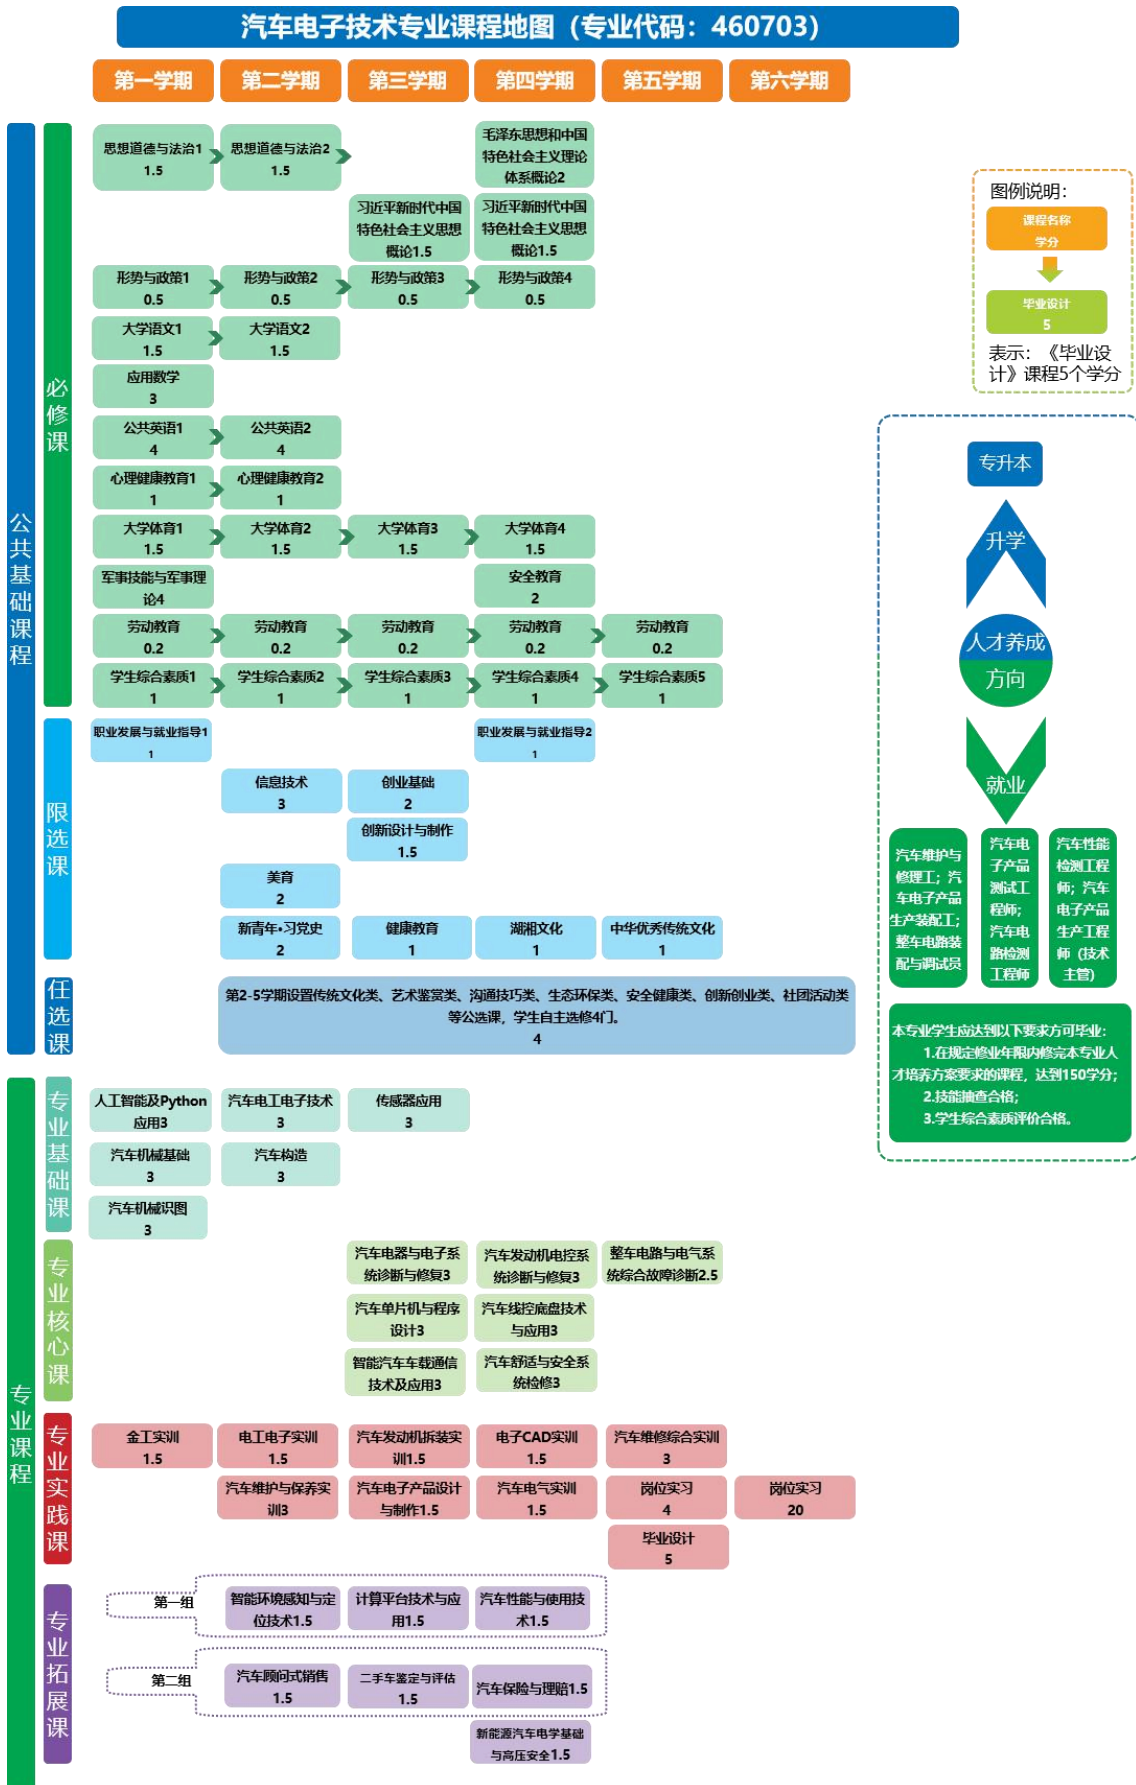 汽车电子技术专业课程地图（专业代码：460703）
第一学期
第二学期
第三学期
第四学期
第五学期
第六学期
公共基础课程
必修课
思想道德与法治1
1.5
思想道德与法治2
1.5
毛泽东思想和中国
特色社会主义理论
体系概论2
习近平新时代中国
特色社会主义思想
概论1.5
习近平新时代中国
特色社会主义思想
概论1.5
形势与政策1
0.5
形势与政策2
0.5
形势与政策3
0.5
形势与政策4
0.5
大学语文1
1.5
大学语文2
1.5
应用数学
3
公共英语1
4
公共英语2
4
心理健康教育1
1
心理健康教育2
1
大学体育1
1.5
大学体育2
1.5
大学体育3
1.5
大学体育4
1.5
军事技能与军事理
论4
安全教育
2
劳动教育
0.2
劳动教育
0.2
劳动教育
0.2
劳动教育
0.2
劳动教育
0.2
学生综合素质1
1
学生综合素质2
1
学生综合素质3
1
学生综合素质4
1
学生综合素质5
1
限选课
职业发展与就业指导1
1
职业发展与就业指导2
1
信息技术
3
创业基础
2
创新设计与制作
1.5
美育
2
新青年•习党史
2
健康教育
1
湖湘文化
1
中华优秀传统文化
1
任选课
第2-5学期设置传统文化类、艺术鉴赏类、沟通技巧类、生态环保类、安全健康类、创新创业类、社团活动类
等公选课，学生自主选修4门。
4
专业课程
专业基础课
人工智能及Python
应用3
汽车电工电子技术
3
传感器应用
3
汽车机械基础
3
汽车构造
3
汽车机械识图
3
专业核心课
汽车电器与电子系
统诊断与修复3
汽车发动机电控系
统诊断与修复3
整车电路与电气系
统综合故障诊断2.5
汽车单片机与程序
设计3
汽车线控底盘技术
与应用3
智能汽车车载通信
技术及应用3
汽车舒适与安全系
统检修3
专业实践课
金工实训
1.5
电工电子实训
1.5
汽车发动机拆装实
训1.5
电子CAD实训
1.5
汽车维修综合实训
3
汽车维护与保养实
训3
汽车电子产品设计
与制作1.5
汽车电气实训
1.5
岗位实习
4
岗位实习
20
毕业设计
5
专业拓展课
第一组
智能环境感知与定
位技术1.5
计算平台技术与应
用1.5
汽车性能与使用技
术1.5
第二组
汽车顾问式销售
1.5
二手车鉴定与评估
1.5
汽车保险与理赔1.5
新能源汽车电学基础
与高压安全1.5
图例说明：
课程名称
学分
毕业设计
5
表示：《毕业设
计》课程5个学分
专升本
升学
人才养成
方向
就业
汽车维护与
修理工；汽
车电子产品
生产装配工；
整车电路装
配与调试员
汽车电
子产品
测试工
程师；
汽车电
路检测
工程师
汽车性能
检测工程
师；汽车
电子产品
生产工程
师（技术
主管）
本专业学生应达到以下要求方可毕业：
1.在规定修业年限内修完本专业人
才培养方案要求的课程，达到150学分；
2.技能抽查合格；
3.学生综合素质评价合格。